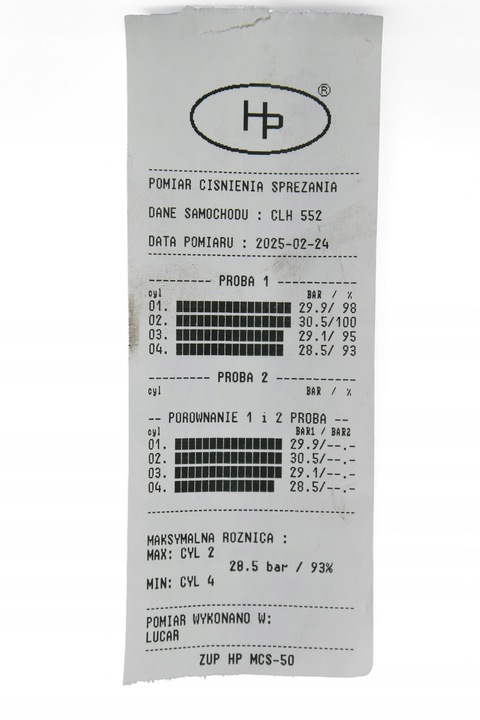 HP ®
POMIAR CISNIENIA SPREZANIA
DANE SAMOCHODU : CLH 552
DATA POMIARU : 2025-02-24
--------- PROBA 1 ------------
cyl BAR / %
01. 29.9/ 98
02. 30.5/100
03. 29.1/ 95
04. 28.5/ 93
--------- PROBA 2 ------------
cyl BAR / %
-- POROWNANIE 1 i 2 PROBA --
cyl BAR1 / BAR2
01. 29.9/--.-
02. 30.5/--.-
03. 29.1/--.-
04. 28.5/--.-
MAKSYMALNA ROZNICA :
MAX: CYL 2
28.5 bar / 93%
MIN: CYL 4
POMIAR WYKONANO W:
LUCAR
ZUP HP MCS-50